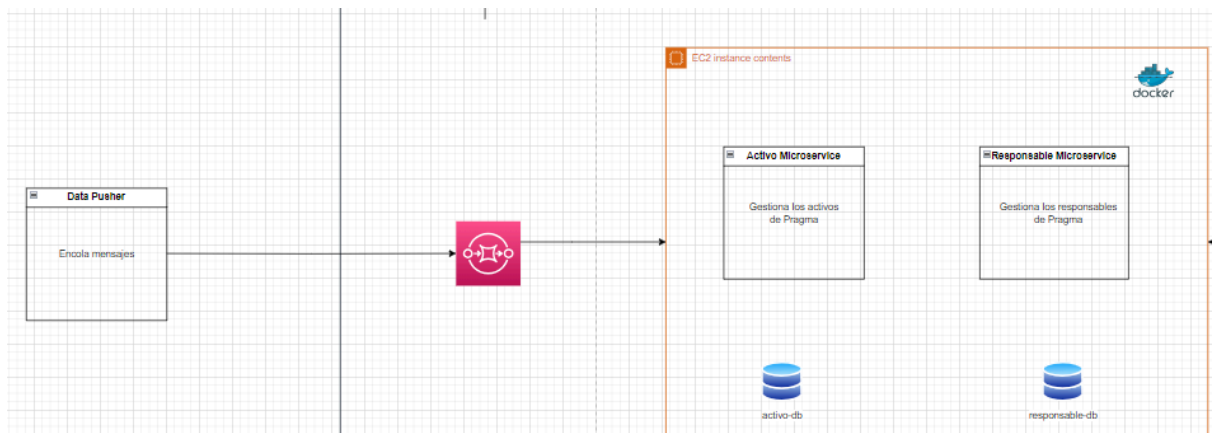 EC2 instance contents
docker
Data Pusher
Encola mensajes
Activo Microservice
Gestiona los activos
de Pragma
Responsable Microservice
Gestiona los responsables
de Pragma
activo-db
responsable-db